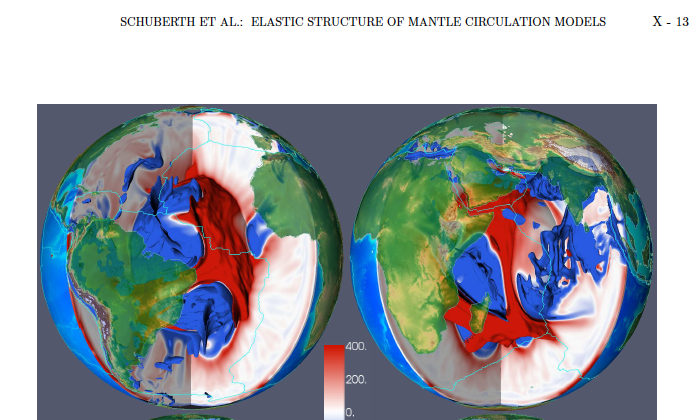 SCHUBERTH ET AL.: ELASTIC STRUCTURE OF MANTLE CIRCULATION MODELS X - 13
400.
200.
0.